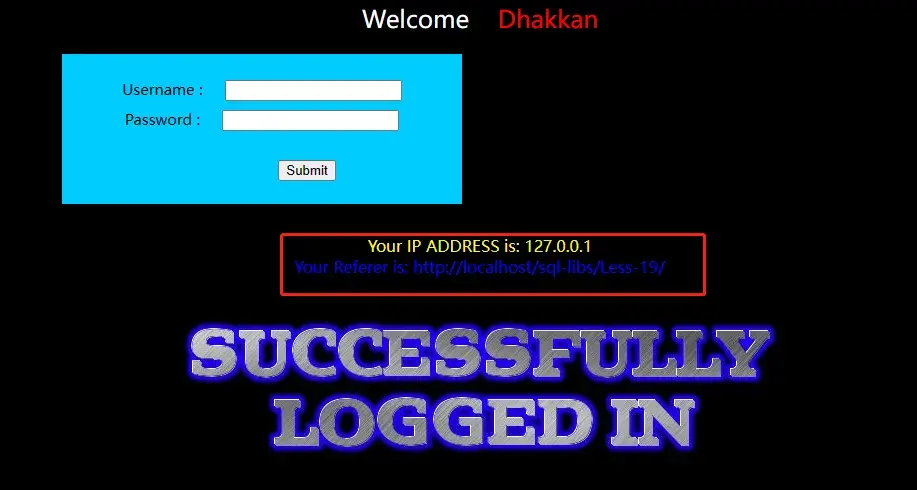 Welcome Dhakkan
Username :
Password :
Submit
Your IP ADDRESS is: 127.0.0.1
Your Referer is: http://localhost/sql-libs/Less-19/
SUCCESSFULLY
LOGGED IN